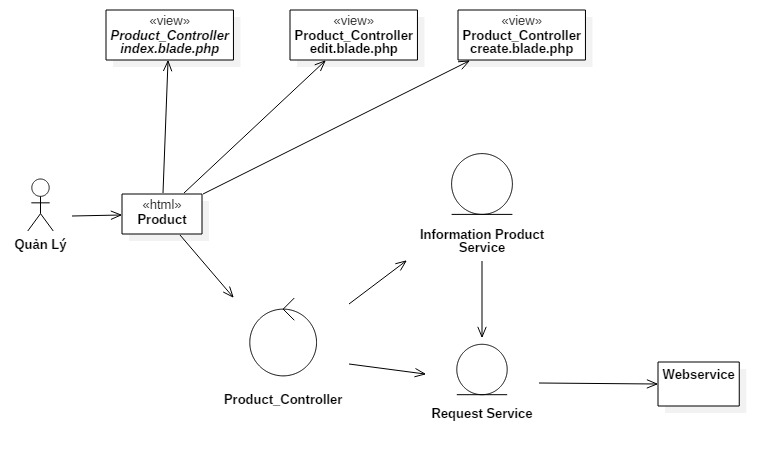 «view»
Product_Controller
index.blade.php
«view»
Product_Controller
edit.blade.php
«view»
Product_Controller
create.blade.php
«html»
Product
Quản Lý
Information Product
Service
Product_Controller
Request Service
Webservice